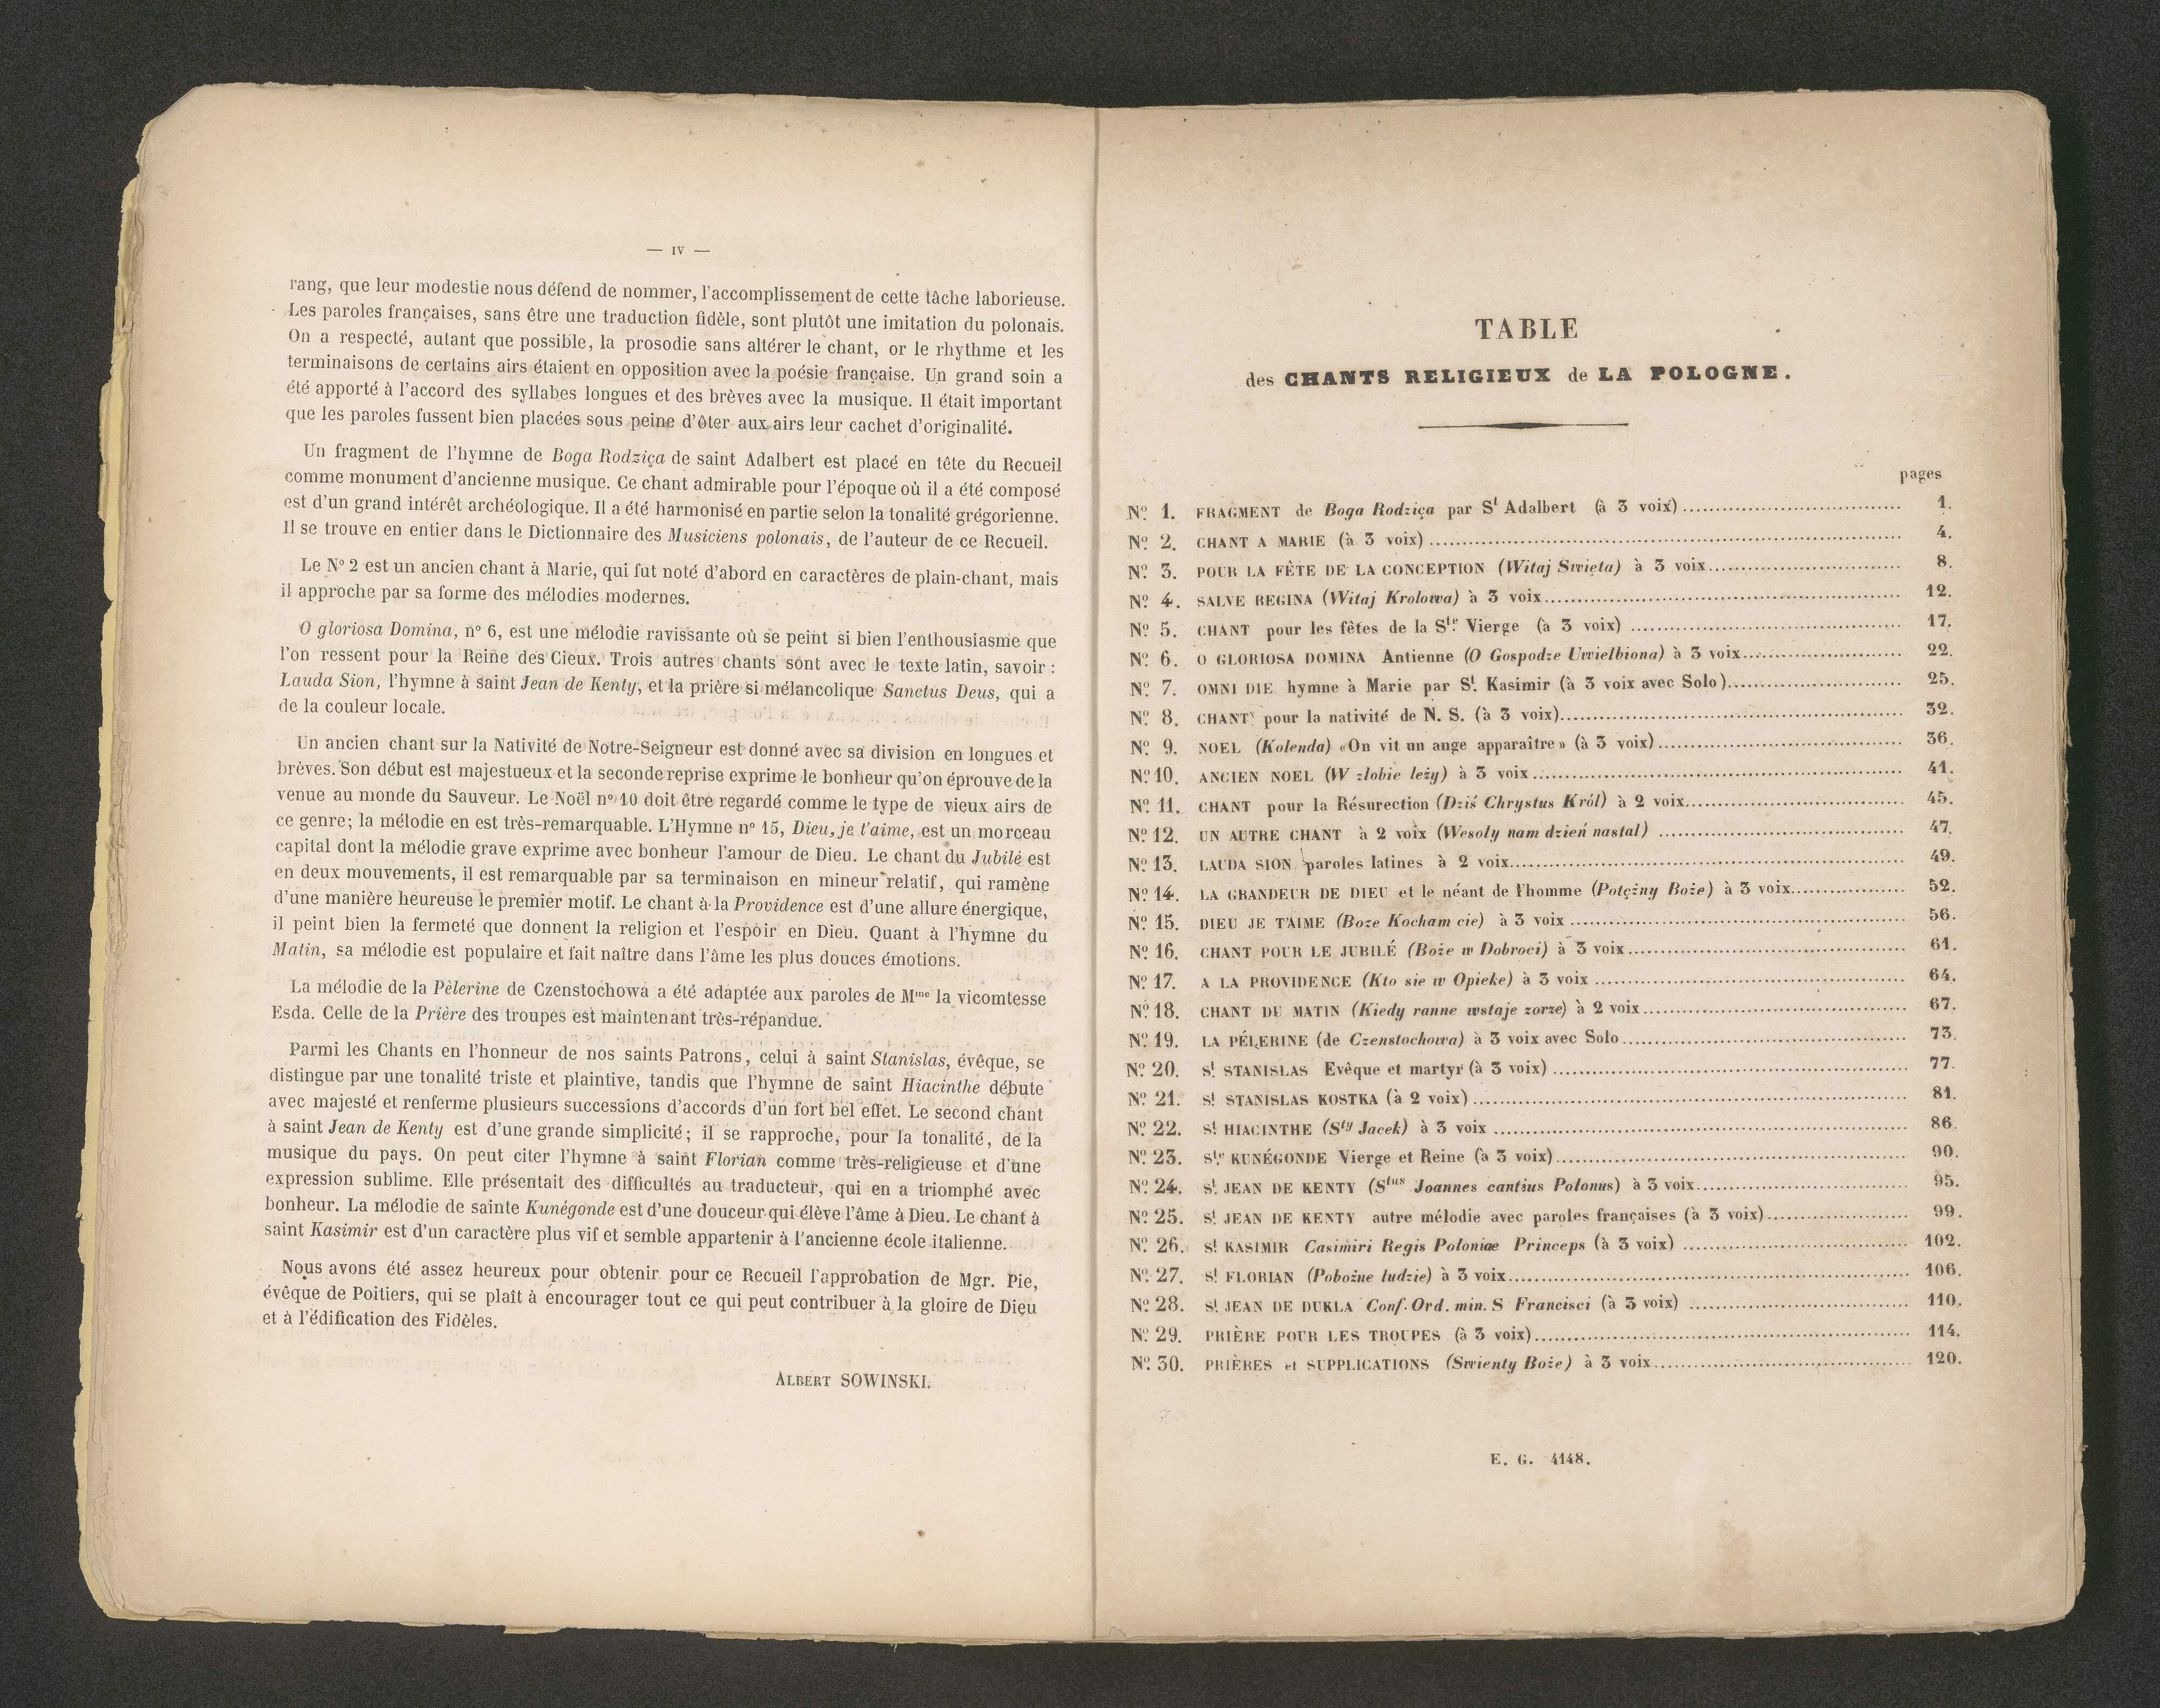 — IV —
rang, que leur modestie nous défend de nommer, l'accomplissement de cette tâche laborieuse.
Les paroles françaises, sans être une traduction fidèle, sont plutôt une imitation du polonais.
On a respecté, autant que possible, la prosodie sans altérer le chant, or le rhythme et les
terminaisons de certains airs étaient en opposition avec la poésie française. Un grand soin a
été apporté à l'accord des syllabes longues et des brèves avec la musique. Il était important
que les paroles fussent bien placées sous peine d'ôter aux airs leur cachet d'originalité.
Un fragment de l'hymne de Boga Rodziça de saint Adalbert est placé en tête du Recueil
comme monument d'ancienne musique. Ce chant admirable pour l'époque où il a été composé
est d'un grand intérêt archéologique. Il a été harmonisé en partie selon la tonalité grégorienne.
Il se trouve en entier dans le Dictionnaire des Musiciens polonais, de l'auteur de ce Recueil.
Le N° 2 est un ancien chant à Marie, qui fut noté d'abord en caractères de plain-chant, mais
il approche par sa forme des mélodies modernes.
O gloriosa Domina, n° 6, est une mélodie ravissante où se peint si bien l'enthousiasme que
l'on ressent pour la Reine des Cieux. Trois autres chants sont avec le texte latin, savoir :
Lauda Sion, l'hymne à saint Jean de Kenty, et la prière si mélancolique Sanctus Deus, qui a
de la couleur locale.
Un ancien chant sur la Nativité de Notre-Seigneur est donné avec sa division en longues et
brèves. Son début est majestueux et la seconde reprise exprime le bonheur qu'on éprouve de la
venue au monde du Sauveur. Le Noël n° 10 doit être regardé comme le type de vieux airs de
ce genre; la mélodie en est très-remarquable. L'Hymne n° 15, Dieu, je t'aime, est un morceau
capital dont la mélodie grave exprime avec bonheur l'amour de Dieu. Le chant du Jubilé est
en deux mouvements, il est remarquable par sa terminaison en mineur relatif, qui ramène
d'une manière heureuse le premier motif. Le chant à la Providence est d'une allure énergique,
il peint bien la fermeté que donnent la religion et l'espoir en Dieu. Quant à l'hymne du
Matin, sa mélodie est populaire et fait naître dans l'âme les plus douces émotions.
La mélodie de la Pèlerine de Czenstochowa a été adaptée aux paroles de Mme la vicomtesse
Esda. Celle de la Prière des troupes est maintenant très-répandue.
Parmi les Chants en l'honneur de nos saints Patrons, celui à saint Stanislas, évêque, se
distingue par une tonalité triste et plaintive, tandis que l'hymne de saint Hiacinthe débute
avec majesté et renferme plusieurs successions d'accords d'un fort bel effet. Le second chant
à saint Jean de Kenty est d'une grande simplicité; il se rapproche, pour la tonalité, de la
musique du pays. On peut citer l'hymne à saint Florian comme très-religieuse et d'une
expression sublime. Elle présentait des difficultés au traducteur, qui en a triomphé avec
bonheur. La mélodie de sainte Kunégonde est d'une douceur qui élève l'âme à Dieu. Le chant à
saint Kasimir est d'un caractère plus vif et semble appartenir à l'ancienne école italienne.
Nous avons été assez heureux pour obtenir pour ce Recueil l'approbation de Mgr. Pie,
évêque de Poitiers, qui se plaît à encourager tout ce qui peut contribuer à la gloire de Dieu
et à l'édification des Fidèles.
ALBERT SOWINSKI.
TABLE
des CHANTS RELIGIEUX de LA POLOGNE.
pages
Nº 1. FRAGMENT de Boga Rodziça par St Adalbert (à 3 voix) 1.
Nº 2. CHANT A MARIE (à 3 voix) 4.
Nº 3. POUR LA FÊTE DE LA CONCEPTION (Witaj Swięta) à 3 voix 8.
Nº 4. SALVE REGINA (Witaj Krolowa) à 3 voix 12.
Nº 5. CHANT pour les fêtes de la Ste Vierge (à 3 voix) 17.
Nº 6. O GLORIOSA DOMINA Antienne (O Gospodze Uwielbiona) à 3 voix 22.
Nº 7. OMNI DIE hymne à Marie par St Kasimir (à 3 voix avec Solo) 25.
Nº 8. CHANT pour la nativité de N. S. (à 3 voix) 32.
Nº 9. NOEL (Kolenda) «On vit un ange apparaître» (à 3 voix) 36.
Nº 10. ANCIEN NOEL (W zlobie leży) à 3 voix 41.
Nº 11. CHANT pour la Résurection (Dziś Chrystus Król) à 2 voix 45.
Nº 12. UN AUTRE CHANT à 2 voix (Wesoly nam dzień nastal) 47.
Nº 13. LAUDA SION paroles latines à 2 voix 49.
Nº 14. LA GRANDEUR DE DIEU et le néant de l'homme (Potçżny Boże) à 3 voix 52.
Nº 15. DIEU JE T'AIME (Boze Kocham cie) à 3 voix 56.
Nº 16. CHANT POUR LE JUBILÉ (Boże w Dobroci) à 3 voix 61.
Nº 17. A LA PROVIDENCE (Kto sie w Opieke) à 3 voix 64.
Nº 18. CHANT DU MATIN (Kiedy ranne wstaje zorze) à 2 voix 67.
Nº 19. LA PÉLERINE (de Czenstochowa) à 3 voix avec Solo 73.
Nº 20. St STANISLAS Evêque et martyr (à 3 voix) 77.
Nº 21. St STANISLAS KOSTKA (à 2 voix) 81.
Nº 22. St HIACINTHE (Sty Jacek) à 3 voix 86.
Nº 23. Ste KUNÉGONDE Vierge et Reine (à 3 voix) 90.
Nº 24. St JEAN DE KENTY (Stus Joannes cantius Polonus) à 3 voix 95.
Nº 25. St JEAN DE KENTY autre mélodie avec paroles françaises (à 3 voix) 99.
Nº 26. St KASIMIR Casimiri Regis Poloniæ Princeps (à 3 voix) 102.
Nº 27. St FLORIAN (Pobożne ludzie) à 3 voix 106.
Nº 28. St JEAN DE DUKLA Conf. Ord. min. S Francisci (à 3 voix) 110.
Nº 29. PRIÈRE POUR LES TROUPES (à 3 voix) 114.
Nº 30. PRIÈRES et SUPPLICATIONS (Swienty Boże) à 3 voix 120.
E. G. 4148.